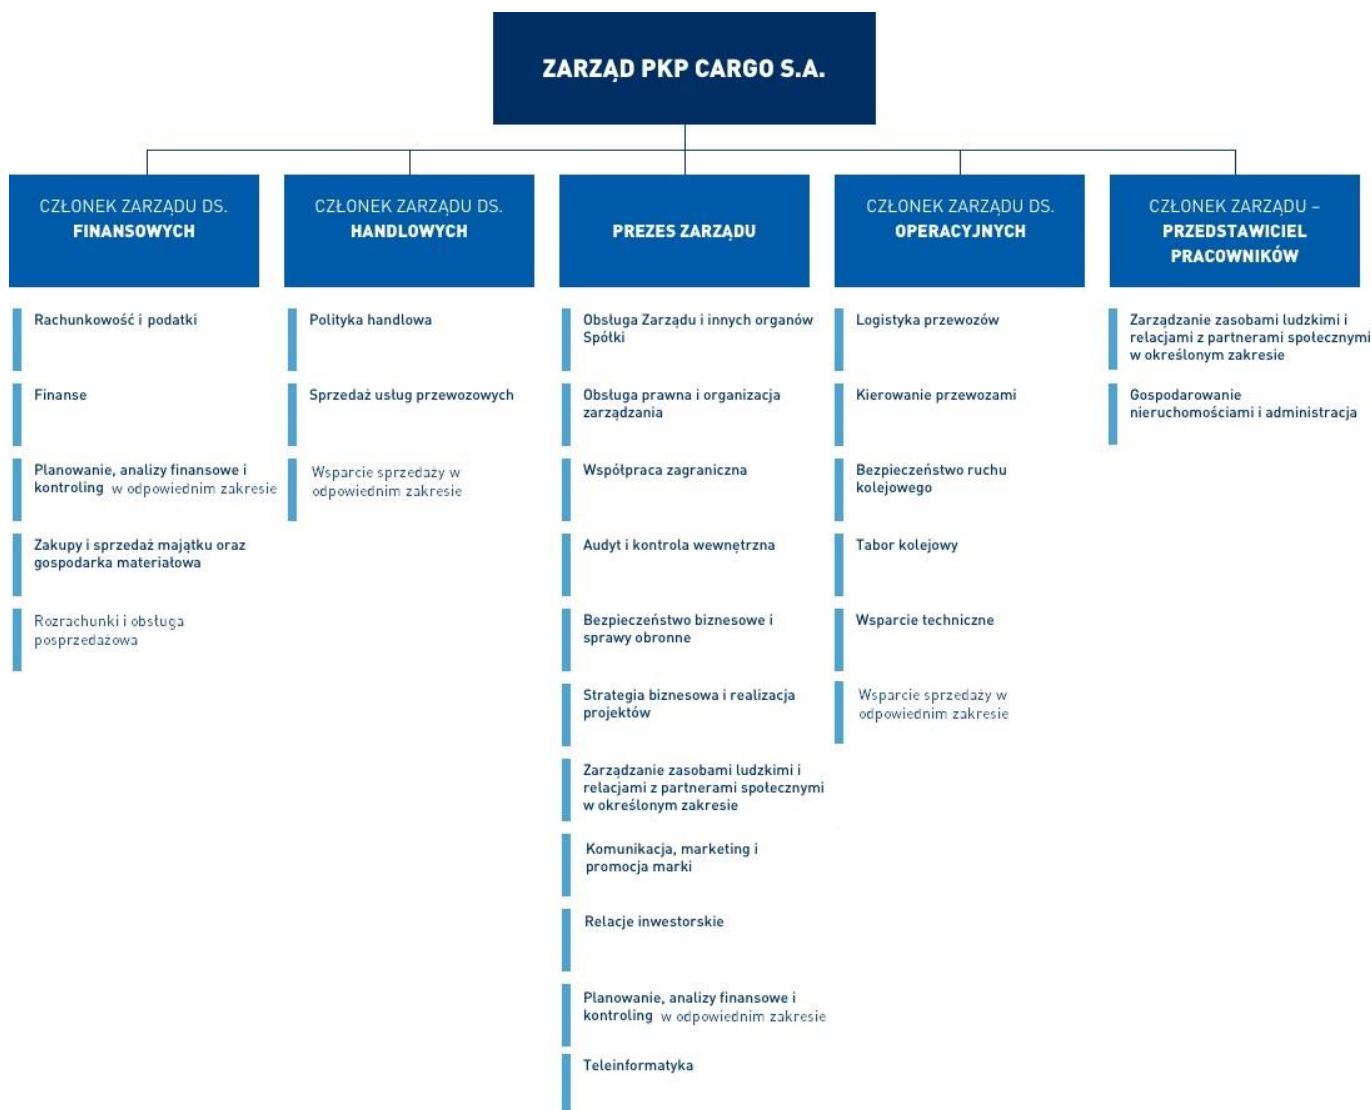 ZARZĄD PKP CARGO S.A.
CZŁONEK ZARZĄDU DS.
FINANSOWYCH
Rachunkowość i podatki
Finanse
Planowanie, analizy finansowe i
kontroling w odpowiednim zakresie
Zakupy i sprzedaż majątku oraz
gospodarka materiałowa
Rozrachunki i obsługa
posprzedażowa
CZŁONEK ZARZĄDU DS.
HANDLOWYCH
Polityka handlowa
Sprzedaż usług przewozowych
Wsparcie sprzedaży w
odpowiednim zakresie
PREZES ZARZĄDU
Obsługa Zarządu i innych organów
Spółki
Obsługa prawna i organizacja
zarządzania
Współpraca zagraniczna
Audyt i kontrola wewnętrzna
Bezpieczeństwo biznesowe i
sprawy obronne
Strategia biznesowa i realizacja
projektów
Zarządzanie zasobami ludzkimi i
relacjami z partnerami społecznymi
w określonym zakresie
Komunikacja, marketing i
promocja marki
Relacje inwestorskie
Planowanie, analizy finansowe i
kontroling w odpowiednim zakresie
Teleinformatyka
CZŁONEK ZARZĄDU DS.
OPERACYJNYCH
Logistyka przewozów
Kierowanie przewozami
Bezpieczeństwo ruchu
kolejowego
Tabor kolejowy
Wsparcie techniczne
Wsparcie sprzedaży w
odpowiednim zakresie
CZŁONEK ZARZĄDU –
PRZEDSTAWICIEL
PRACOWNIKÓW
Zarządzanie zasobami ludzkimi i
relacjami z partnerami społecznymi
w określonym zakresie
Gospodarowanie
nieruchomościami i administracja